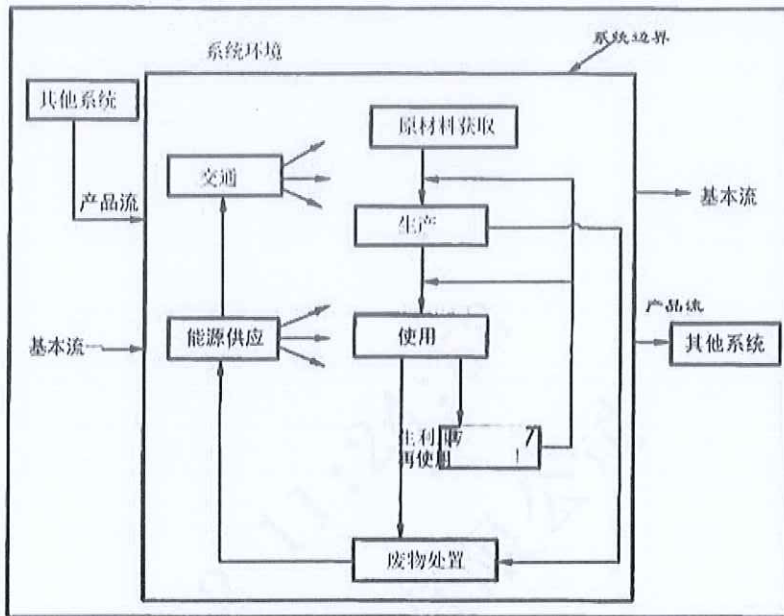 系统环境
系统边界
其他系统
原材料获取
交通
产品流
基本流
生产
产品流
能源供应
使用
基本流
其他系统
生利
再使用
废物处置